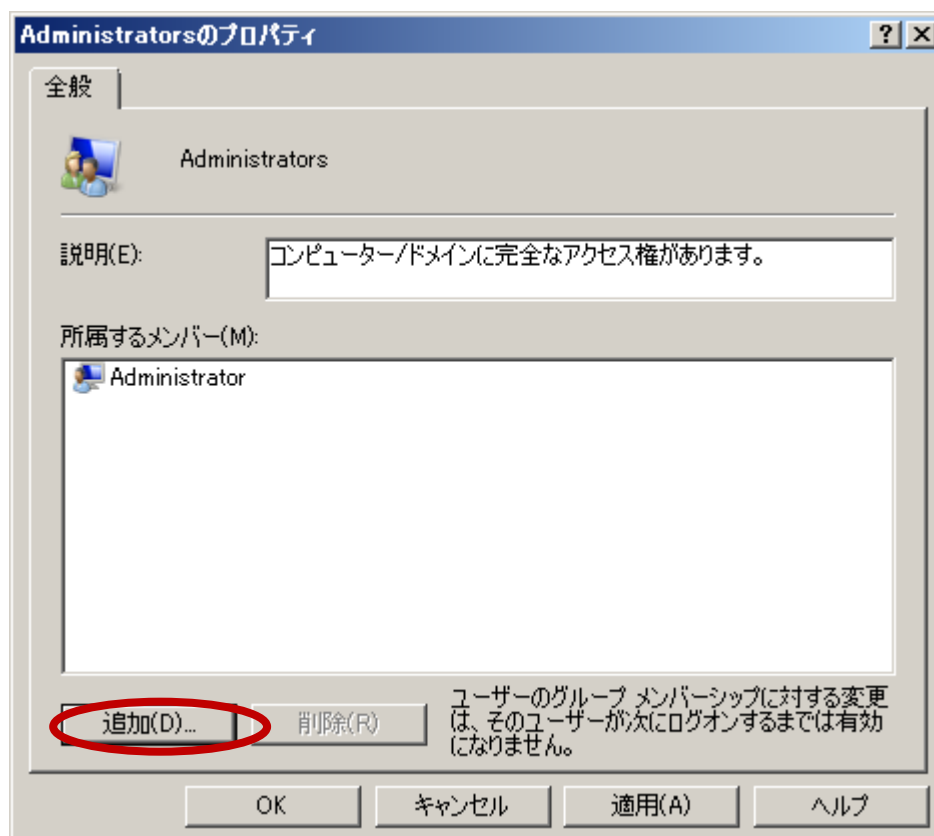 Administratorsのプロパティ
全般
Administrators
説明(E):
コンピューター/ドメインに完全なアクセス権があります。
所属するメンバー(M):
Administrator
追加(D)...
削除(R)
ユーザーのグループ メンバーシップに対する変更
は、そのユーザーが次にログオンするまでは有効
になりません。
OK
キャンセル
適用(A)
ヘルプ